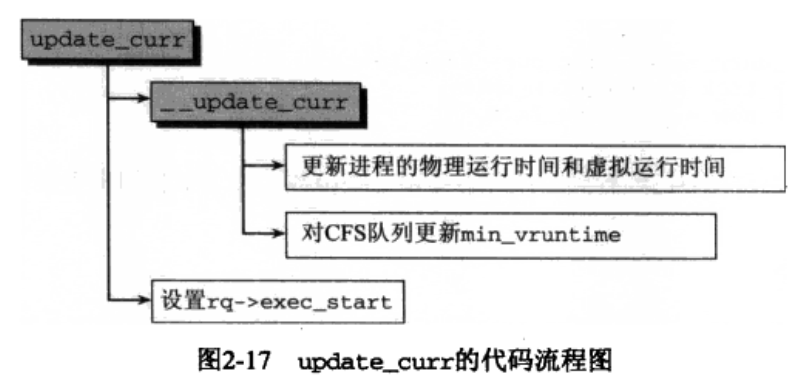 update_curr
__update_curr
更新进程的物理运行时间和虚拟运行时间
对CFS队列更新min_vruntime
设置rq->exec_start
图2-17 update_curr的代码流程图